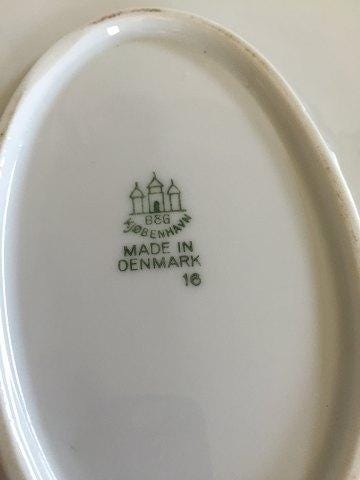 B&G
KJØBENHAVN
MADE IN
DENMARK
16